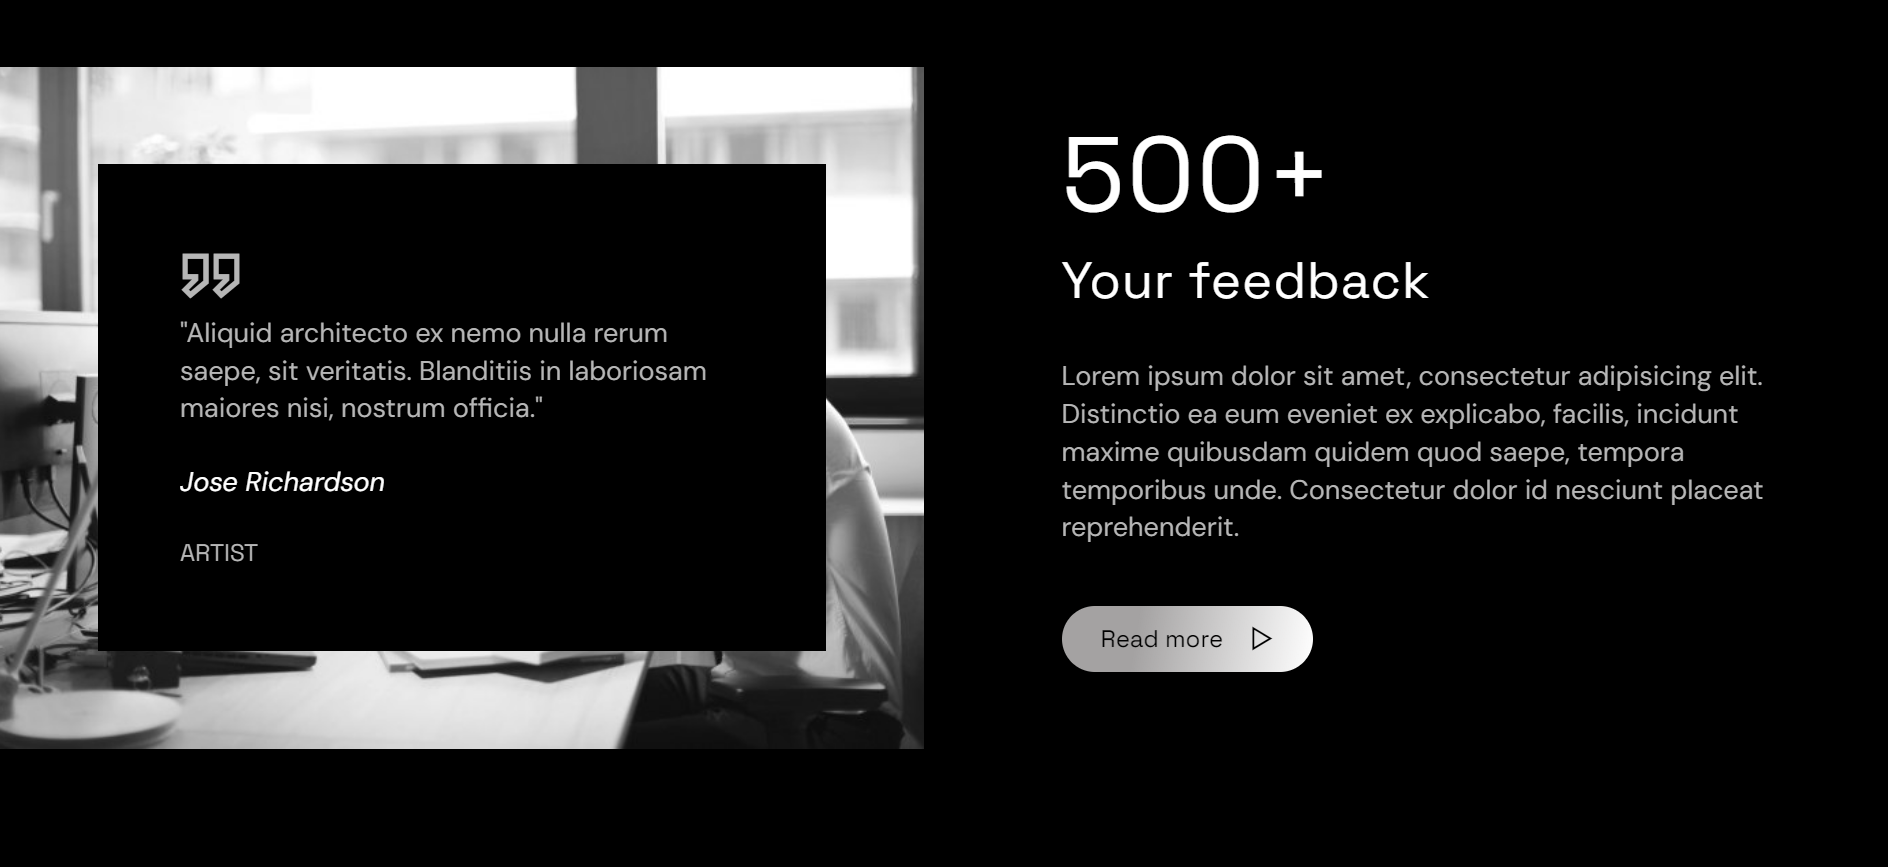 "Aliquid architecto ex nemo nulla rerum
saepe, sit veritatis. Blanditiis in laboriosam
maiores nisi, nostrum officia."
Jose Richardson
ARTIST
500+
Your feedback
Lorem ipsum dolor sit amet, consectetur adipisicing elit.
Distinctio ea eum eveniet ex explicabo, facilis, incidunt
maxime quibusdam quidem quod saepe, tempora
temporibus unde. Consectetur dolor id nesciunt placeat
reprehenderit.
Read more